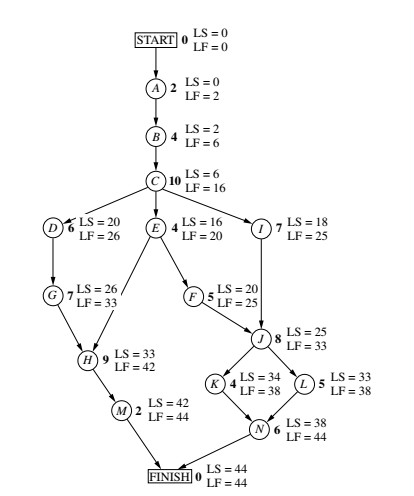 START 0 LS = 0
LF = 0
A 2 LS = 0
LF = 2
B 4 LS = 2
LF = 6
C 10 LS = 6
LF = 16
D 6 LS = 20
LF = 26
E 4 LS = 16
LF = 20
I 7 LS = 18
LF = 25
G 7 LS = 26
LF = 33
F 5 LS = 20
LF = 25
J 8 LS = 25
LF = 33
H 9 LS = 33
LF = 42
K 4 LS = 34
LF = 38
L 5 LS = 33
LF = 38
M 2 LS = 42
LF = 44
N 6 LS = 38
LF = 44
FINISH 0 LS = 44
LF = 44